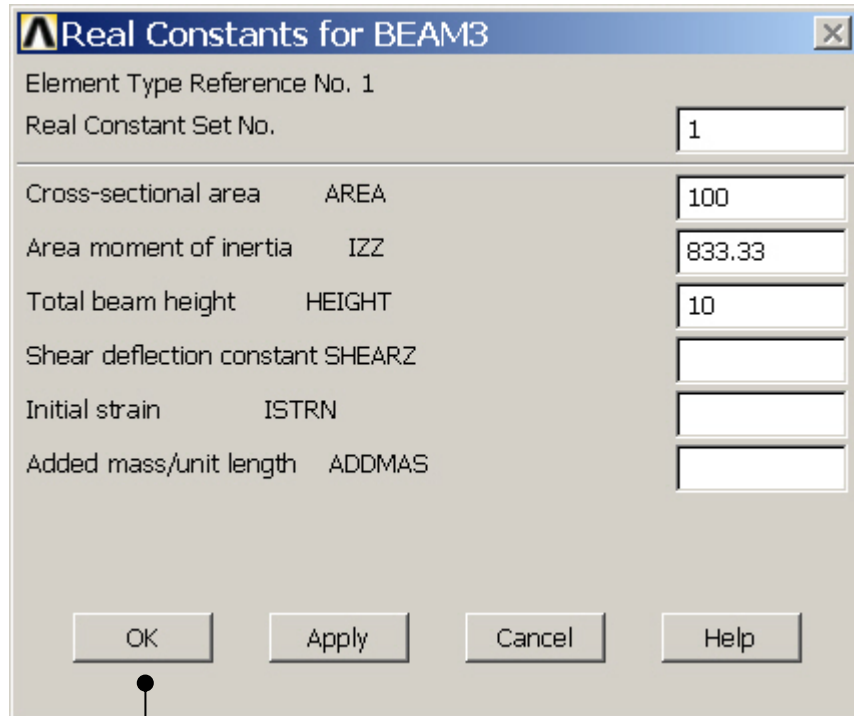 Real Constants for BEAM3
Element Type Reference No. 1
Real Constant Set No. 1
Cross-sectional area AREA 100
Area moment of inertia IZZ 833.33
Total beam height HEIGHT 10
Shear deflection constant SHEARZ
Initial strain ISTRN
Added mass/unit length ADDMAS
OK Apply Cancel Help